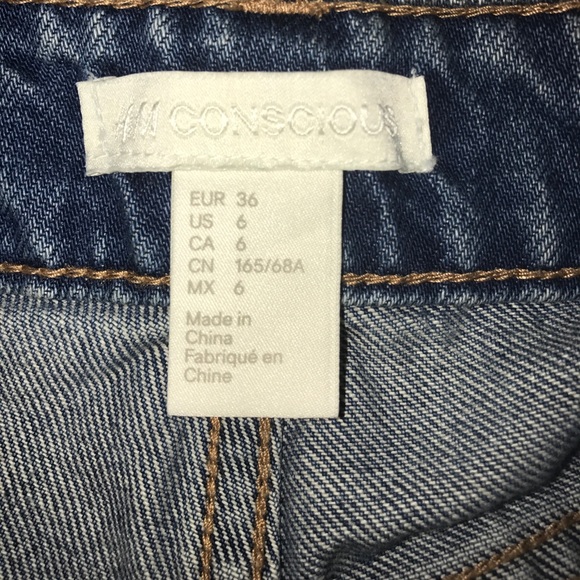 H&M CONSCIOUS
EUR 36
US 6
CA 6
CN 165/68A
MX 6
Made in
China
Fabriqué en
Chine